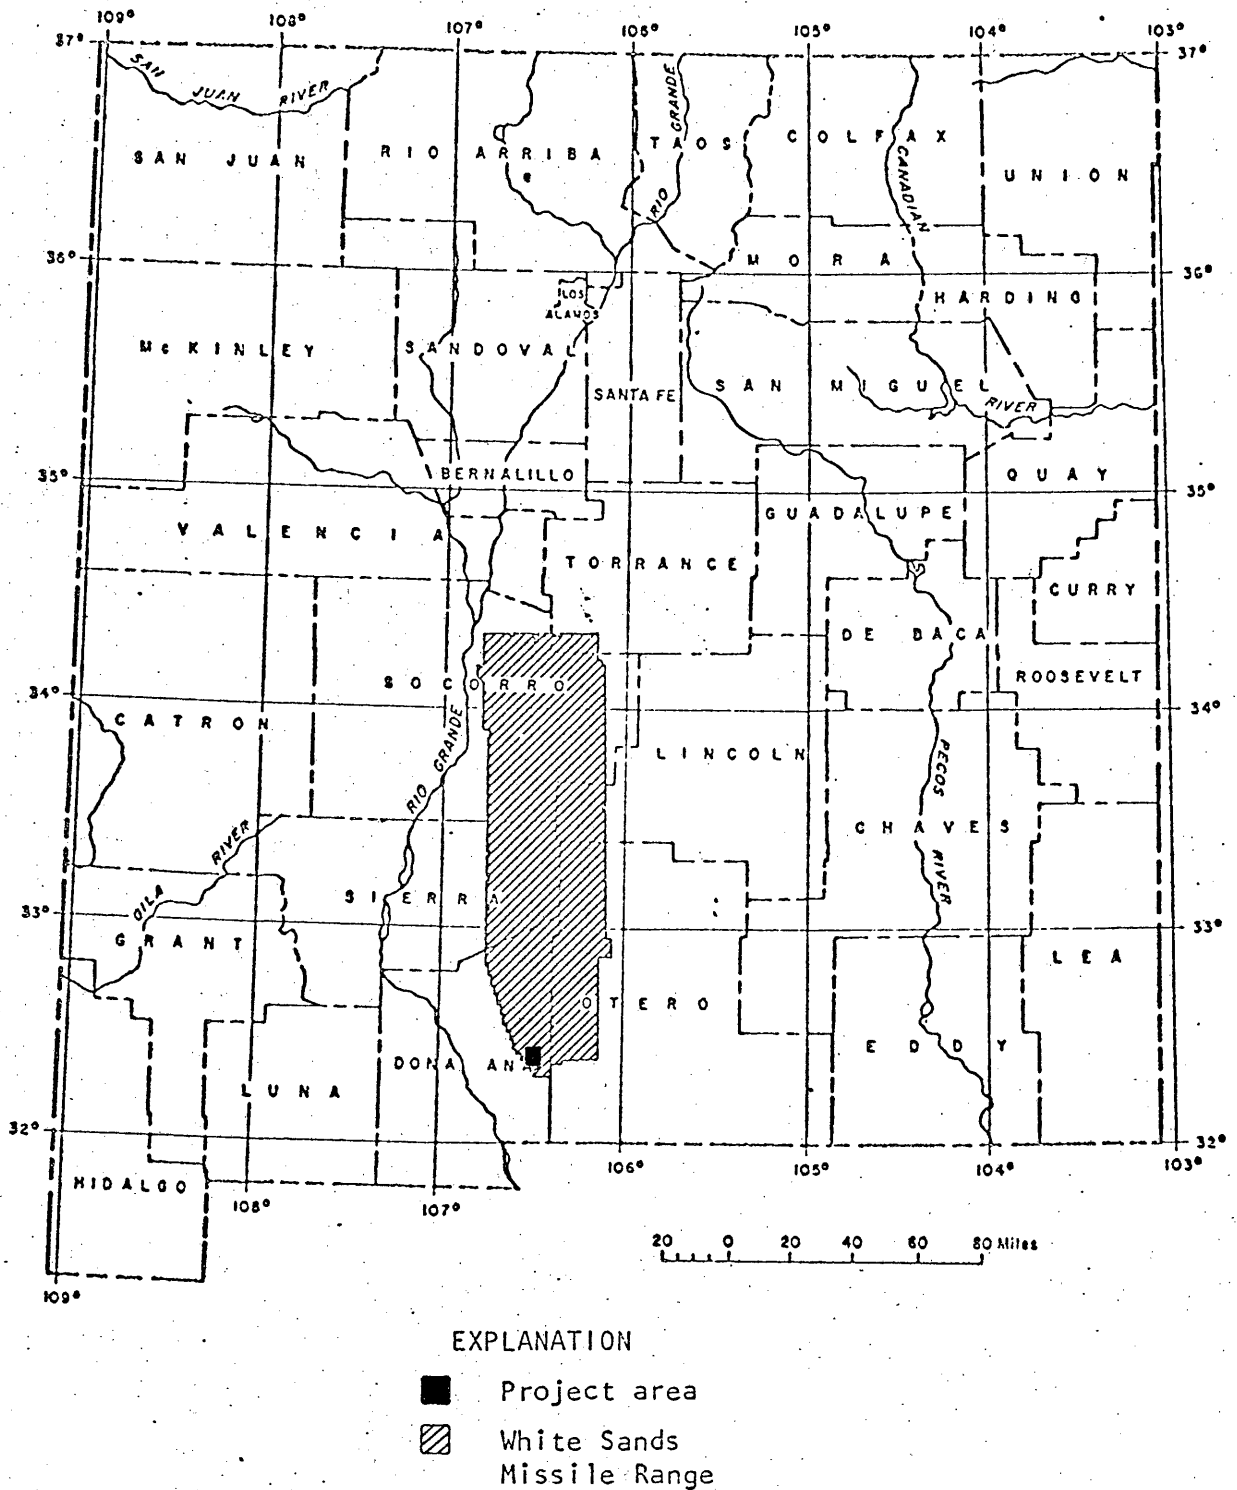 109° 108° 107° 106° 105° 104° 103°
37° 37°
SAN JUAN RIVER
RIO GRANDE
SAN JUAN
RIO ARRIBA
TAOS
COLFAX
CANADIAN
UNION
36° 36°
MORA
HARDING
LOS ALAMOS
McKINLEY
SANDOVAL
SANTA FE
SAN MIGUEL
RIVER
BERNALILLO
QUAY
35° 35°
VALENCIA
GUADALUPE
TORRANCE
CURRY
DE BACA
ROOSEVELT
SOCORRO
34° 34°
CATRON
RIO GRANDE
LINCOLN
PECOS RIVER
CHAVES
GILA RIVER
SIERRA
33°
GRANT
LEA
OTERO
EDDY
DONA ANA
LUNA
32° 32°
HIDALGO
109° 108° 107° 106° 105° 104° 103°
20 0 20 40 60 80 Miles
EXPLANATION
Project area
White Sands
Missile Range